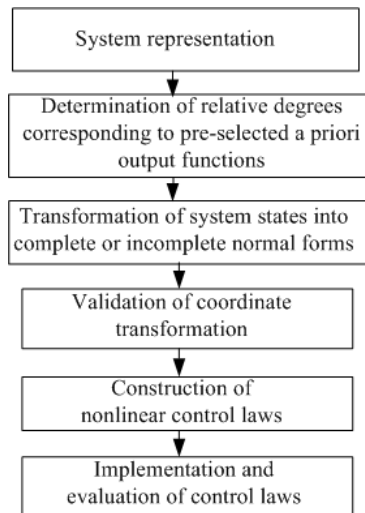 System representation
Determination of relative degrees
corresponding to pre-selected a priori
output functions
Transformation of system states into
complete or incomplete normal forms
Validation of coordinate
transformation
Construction of
nonlinear control laws
Implementation and
evaluation of control laws